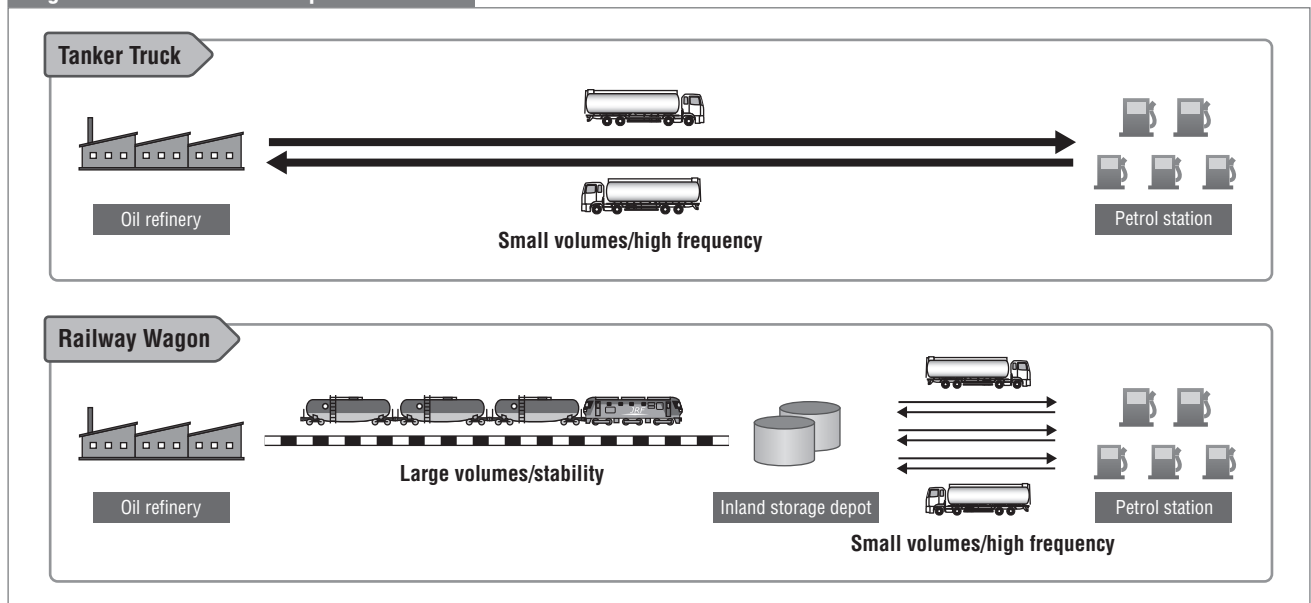 Tanker Truck
Oil refinery
Small volumes/high frequency
Petrol station
Railway Wagon
JRF
Large volumes/stability
Oil refinery
Inland storage depot
Petrol station
Small volumes/high frequency